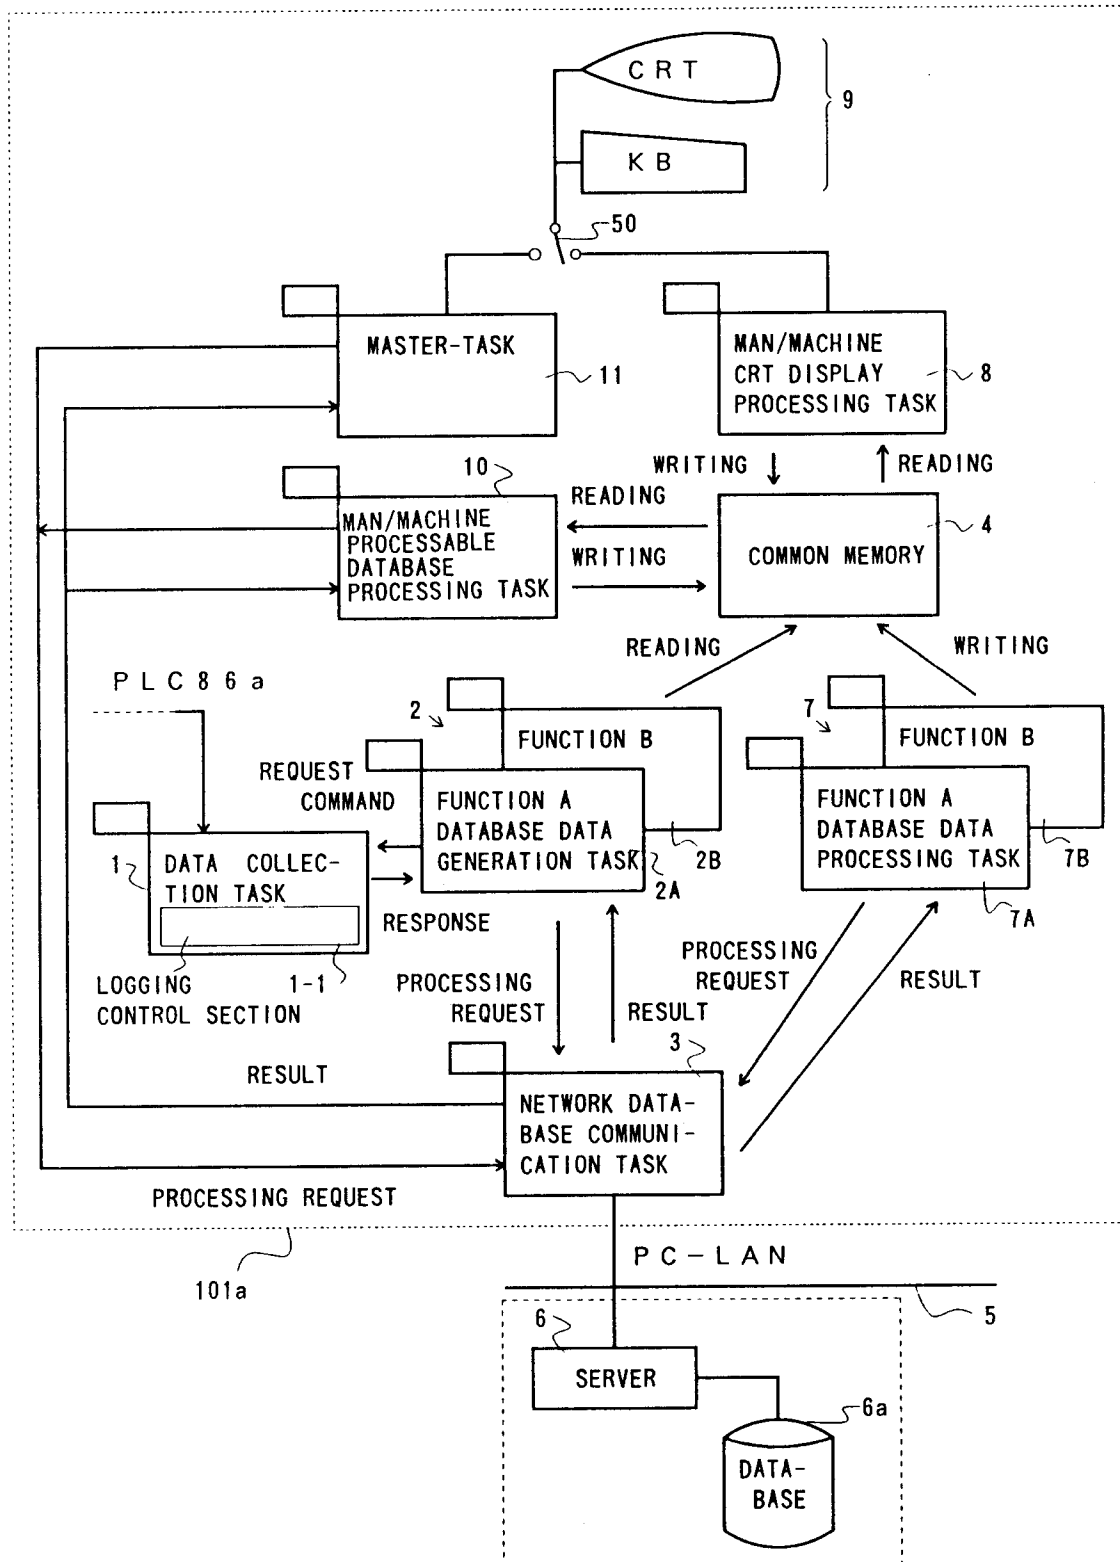 CRT
9
KB
50
MASTER-TASK
11
MAN/MACHINE
CRT DISPLAY
PROCESSING TASK
8
WRITING
READING
10
READING
MAN/MACHINE
PROCESSABLE
DATABASE
PROCESSING TASK
WRITING
COMMON MEMORY
4
READING
WRITING
PLC86a
2
FUNCTION B
7
FUNCTION B
REQUEST
COMMAND
FUNCTION A
DATABASE DATA
GENERATION TASK
2B
2A
FUNCTION A
DATABASE DATA
PROCESSING TASK
7B
7A
1
DATA COLLEC-
TION TASK
RESPONSE
LOGGING
CONTROL SECTION
1-1
PROCESSING
REQUEST
RESULT
PROCESSING
REQUEST
RESULT
3
RESULT
NETWORK DATA-
BASE COMMUNI-
CATION TASK
PROCESSING REQUEST
101a
PC-LAN
5
6
SERVER
6a
DATA-
BASE